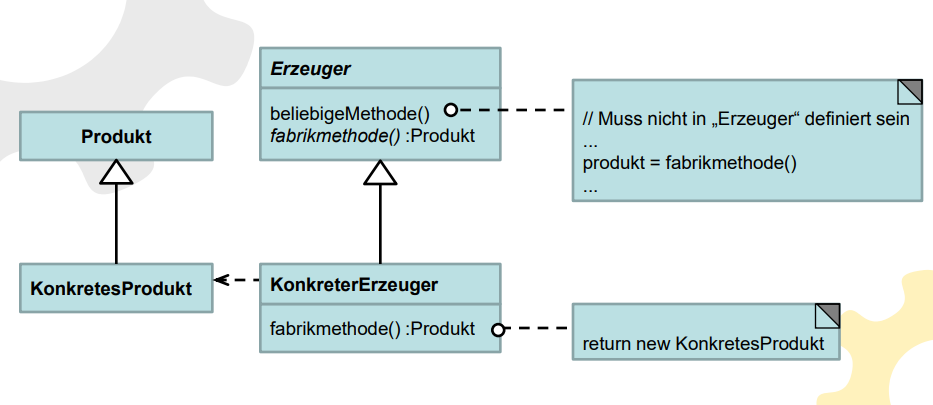 Erzeuger
beliebigeMethode()
fabrikmethode() :Produkt
// Muss nicht in „Erzeuger“ definiert sein
...
produkt = fabrikmethode()
...
Produkt
KonkretesProdukt
KonkreterErzeuger
fabrikmethode() :Produkt
return new KonkretesProdukt